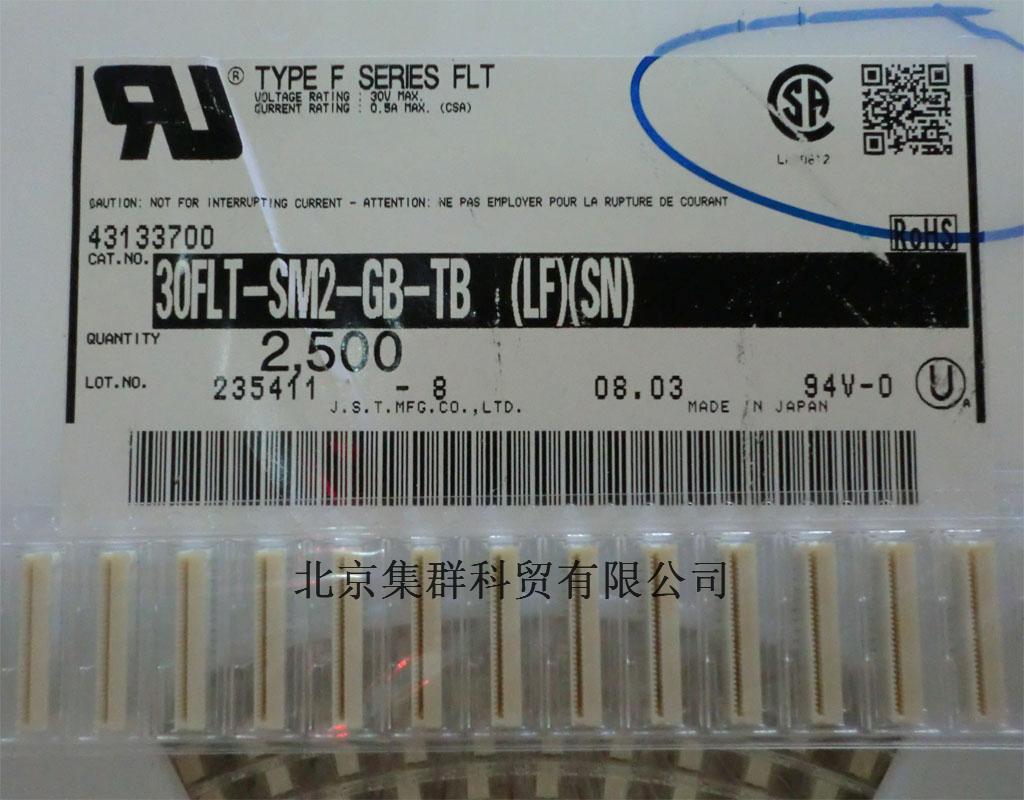 ® TYPE F SERIES FLT
VOLTAGE RATING : 30V MAX.
CURRENT RATING : 0.5A MAX. (CSA)
CSA
CAUTION: NOT FOR INTERRUPTING CURRENT - ATTENTION: NE PAS EMPLOYER POUR LA RUPTURE DE COURANT
RoHS
43133700
CAT.NO. 30FLT-SM2-GB-TB (LF)(SN)
QUANTITY 2,500
LOT.NO. 235411 - 8 08.03 94V-0 U
J.S.T.MFG.CO.,LTD. MADE IN JAPAN
北京集群科贸有限公司